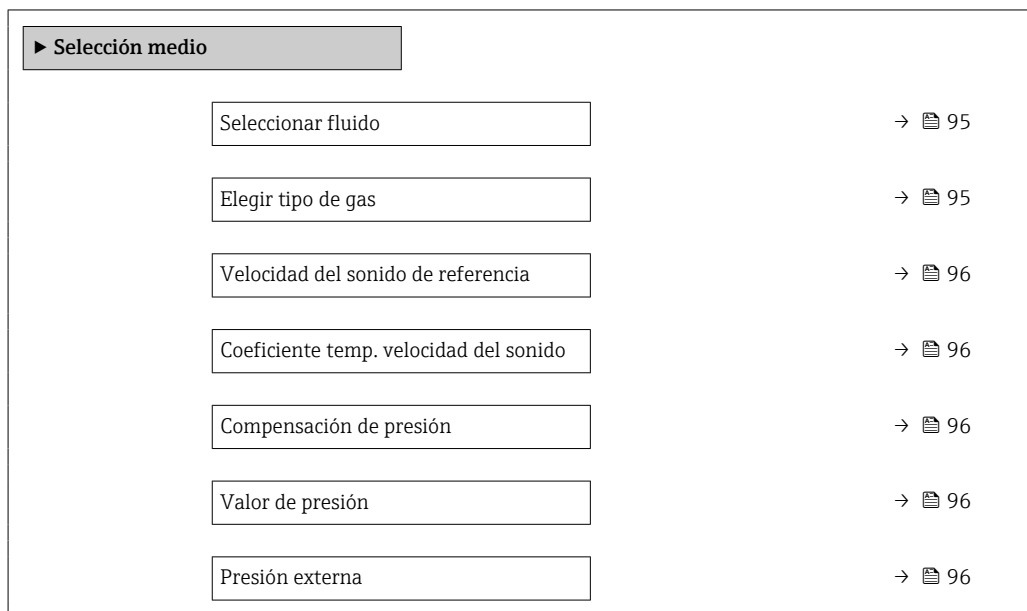 ▶ Selección medio
Seleccionar fluido → 95
Elegir tipo de gas → 95
Velocidad del sonido de referencia → 96
Coeficiente temp. velocidad del sonido → 96
Compensación de presión → 96
Valor de presión → 96
Presión externa → 96